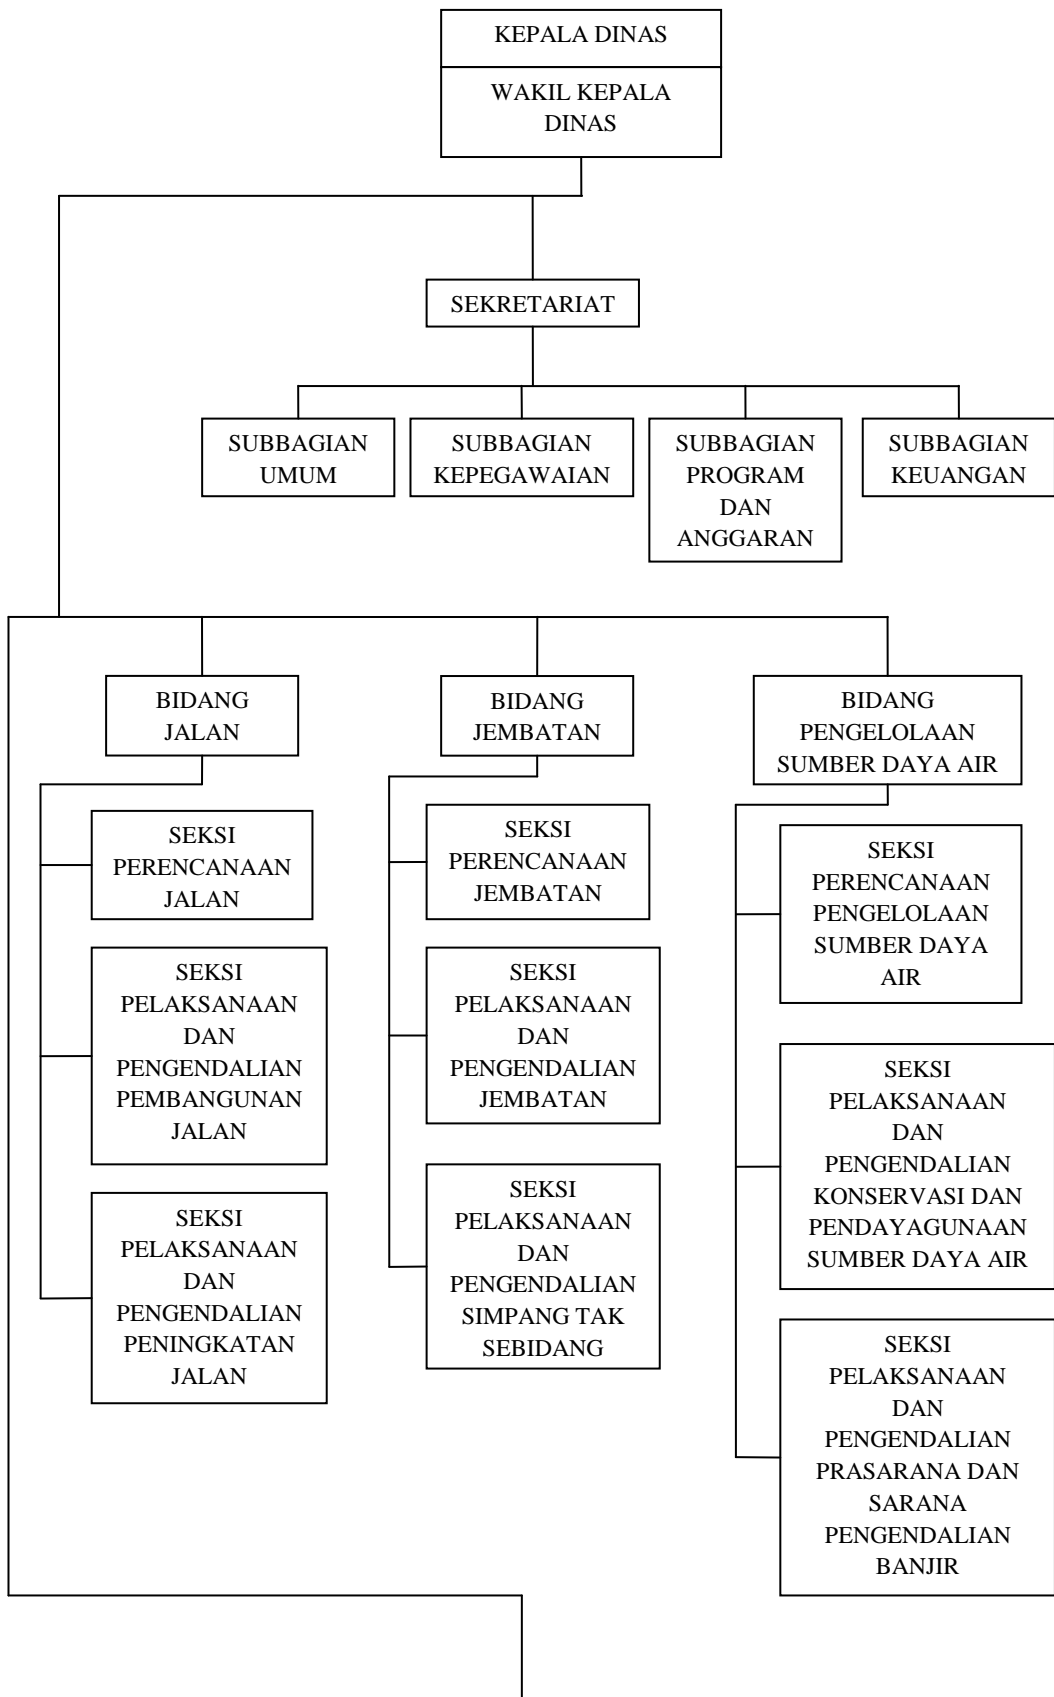 KEPALA DINAS
WAKIL KEPALA
DINAS
SEKRETARIAT
SUBBAGIAN
UMUM
SUBBAGIAN
KEPEGAWAIAN
SUBBAGIAN
PROGRAM
DAN
ANGGARAN
SUBBAGIAN
KEUANGAN
BIDANG
JALAN
SEKSI
PERENCANAAN
JALAN
SEKSI
PELAKSANAAN
DAN
PENGENDALIAN
PEMBANGUNAN
JALAN
SEKSI
PELAKSANAAN
DAN
PENGENDALIAN
PENINGKATAN
JALAN
BIDANG
JEMBATAN
SEKSI
PERENCANAAN
JEMBATAN
SEKSI
PELAKSANAAN
DAN
PENGENDALIAN
JEMBATAN
SEKSI
PELAKSANAAN
DAN
PENGENDALIAN
SIMPANG TAK
SEBIDANG
BIDANG
PENGELOLAAN
SUMBER DAYA AIR
SEKSI
PERENCANAAN
PENGELOLAAN
SUMBER DAYA
AIR
SEKSI
PELAKSANAAN
DAN
PENGENDALIAN
KONSERVASI DAN
PENDAYAGUNAAN
SUMBER DAYA AIR
SEKSI
PELAKSANAAN
DAN
PENGENDALIAN
PRASARANA DAN
SARANA
PENGENDALIAN
BANJIR